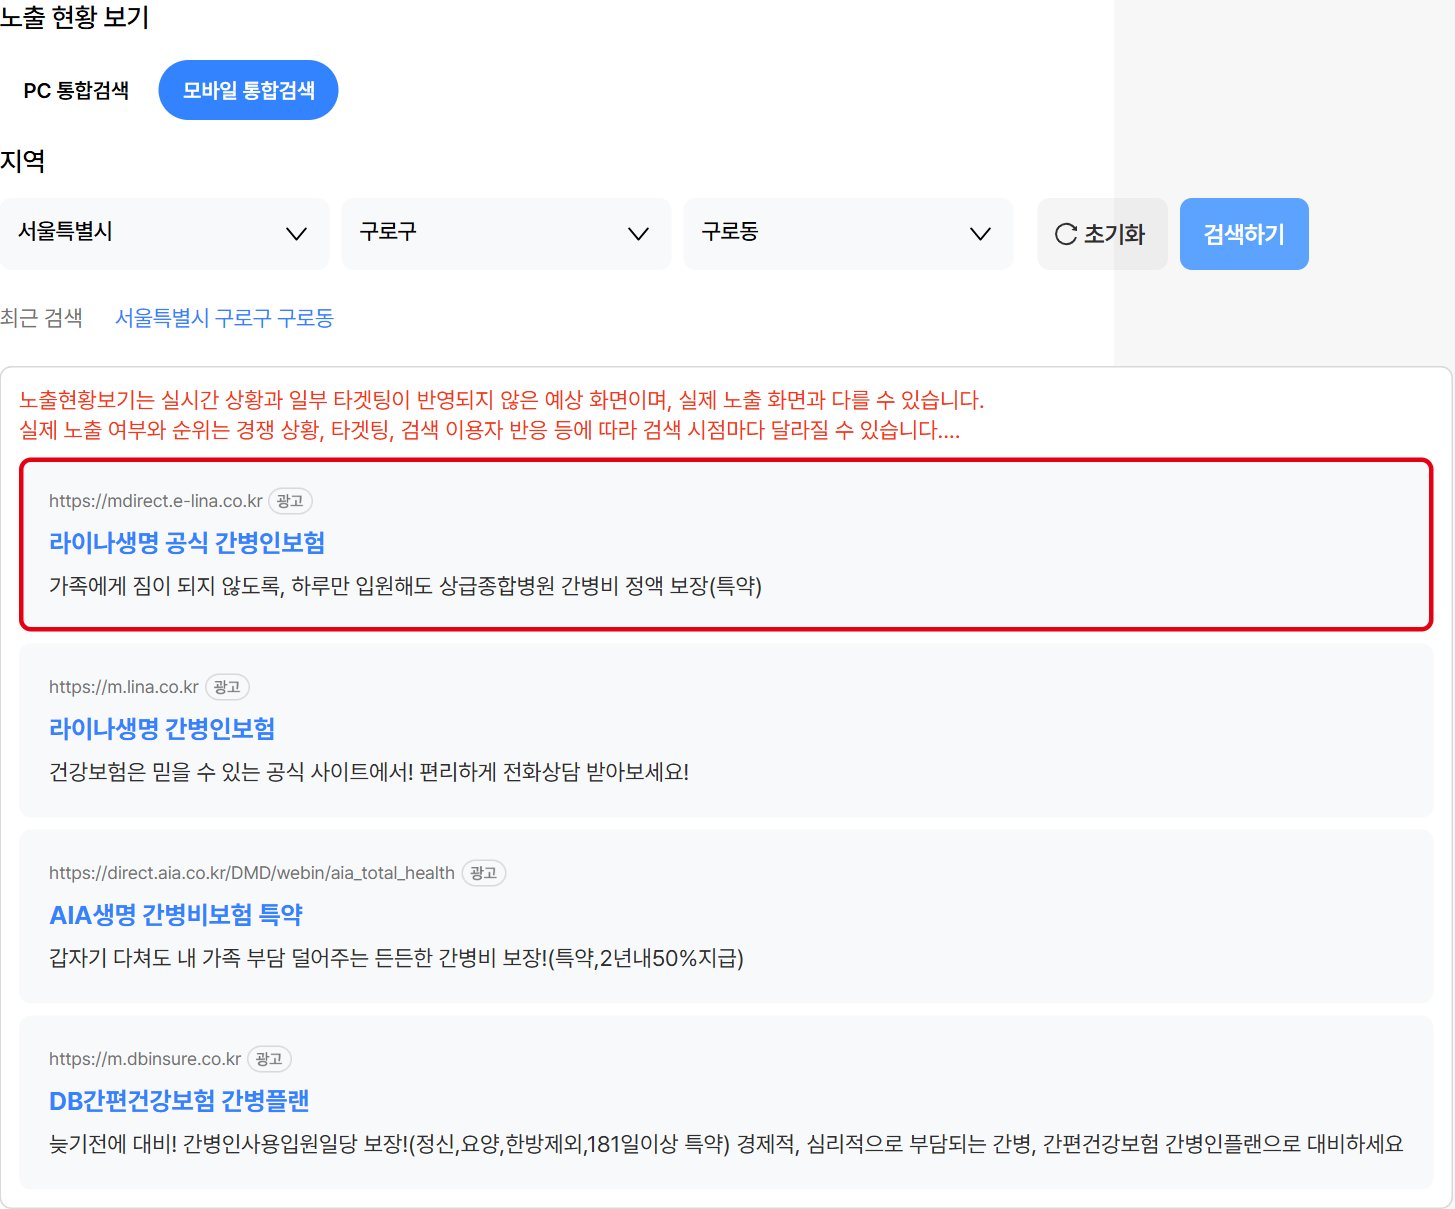 노출 현황 보기
PC 통합검색 모바일 통합검색
지역
서울특별시 구로구 구로동 초기화 검색하기
최근 검색 서울특별시 구로구 구로동
노출현황보기는 실시간 상황과 일부 타겟팅이 반영되지 않은 예상 화면이며, 실제 노출 화면과 다를 수 있습니다.
실제 노출 여부와 순위는 경쟁 상황, 타겟팅, 검색 이용자 반응 등에 따라 검색 시점마다 달라질 수 있습니다....
https://mdirect.e-lina.co.kr 광고
라이나생명 공식 간병인보험
가족에게 짐이 되지 않도록, 하루만 입원해도 상급종합병원 간병비 정액 보장(특약)
https://m.lina.co.kr 광고
라이나생명 간병인보험
건강보험은 믿을 수 있는 공식 사이트에서! 편리하게 전화상담 받아보세요!
https://direct.aia.co.kr/DMD/webin/aia_total_health 광고
AIA생명 간병비보험 특약
갑자기 다쳐도 내 가족 부담 덜어주는 든든한 간병비 보장!(특약,2년내50%지급)
https://m.dbinsure.co.kr 광고
DB간편건강보험 간병플랜
늦기전에 대비! 간병인사용입원일당 보장!(정신,요양,한방제외,181일이상 특약) 경제적, 심리적으로 부담되는 간병, 간편건강보험 간병인플랜으로 대비하세요